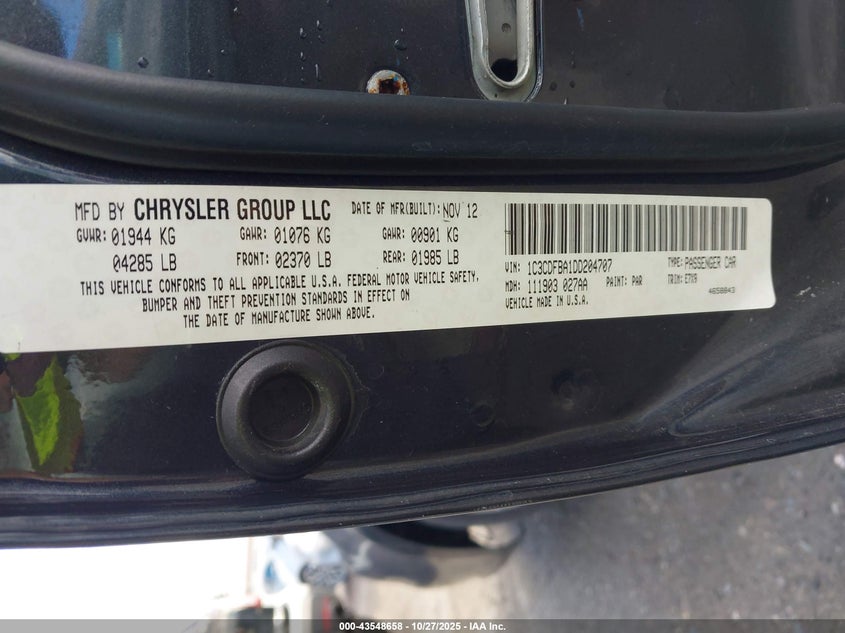 MFD BY CHRYSLER GROUP LLC DATE OF MFR(BUILT): NOV 12
GVWR: 01944 KG GAWR: 01076 KG GAWR: 00901 KG
04285 LB FRONT: 02370 LB REAR: 01985 LB
THIS VEHICLE CONFORMS TO ALL APPLICABLE U.S.A. FEDERAL MOTOR VEHICLE SAFETY,
BUMPER AND THEFT PREVENTION STANDARDS IN EFFECT ON
THE DATE OF MANUFACTURE SHOWN ABOVE.
VIN: 1C3CDFBA1DD204707 TYPE: PASSENGER CAR
MDH: 111903 027AA PAINT: PAR TRIM: E7X9
VEHICLE MADE IN U.S.A. 4658043
000-43548658 - 10/27/2025 - IAA Inc.